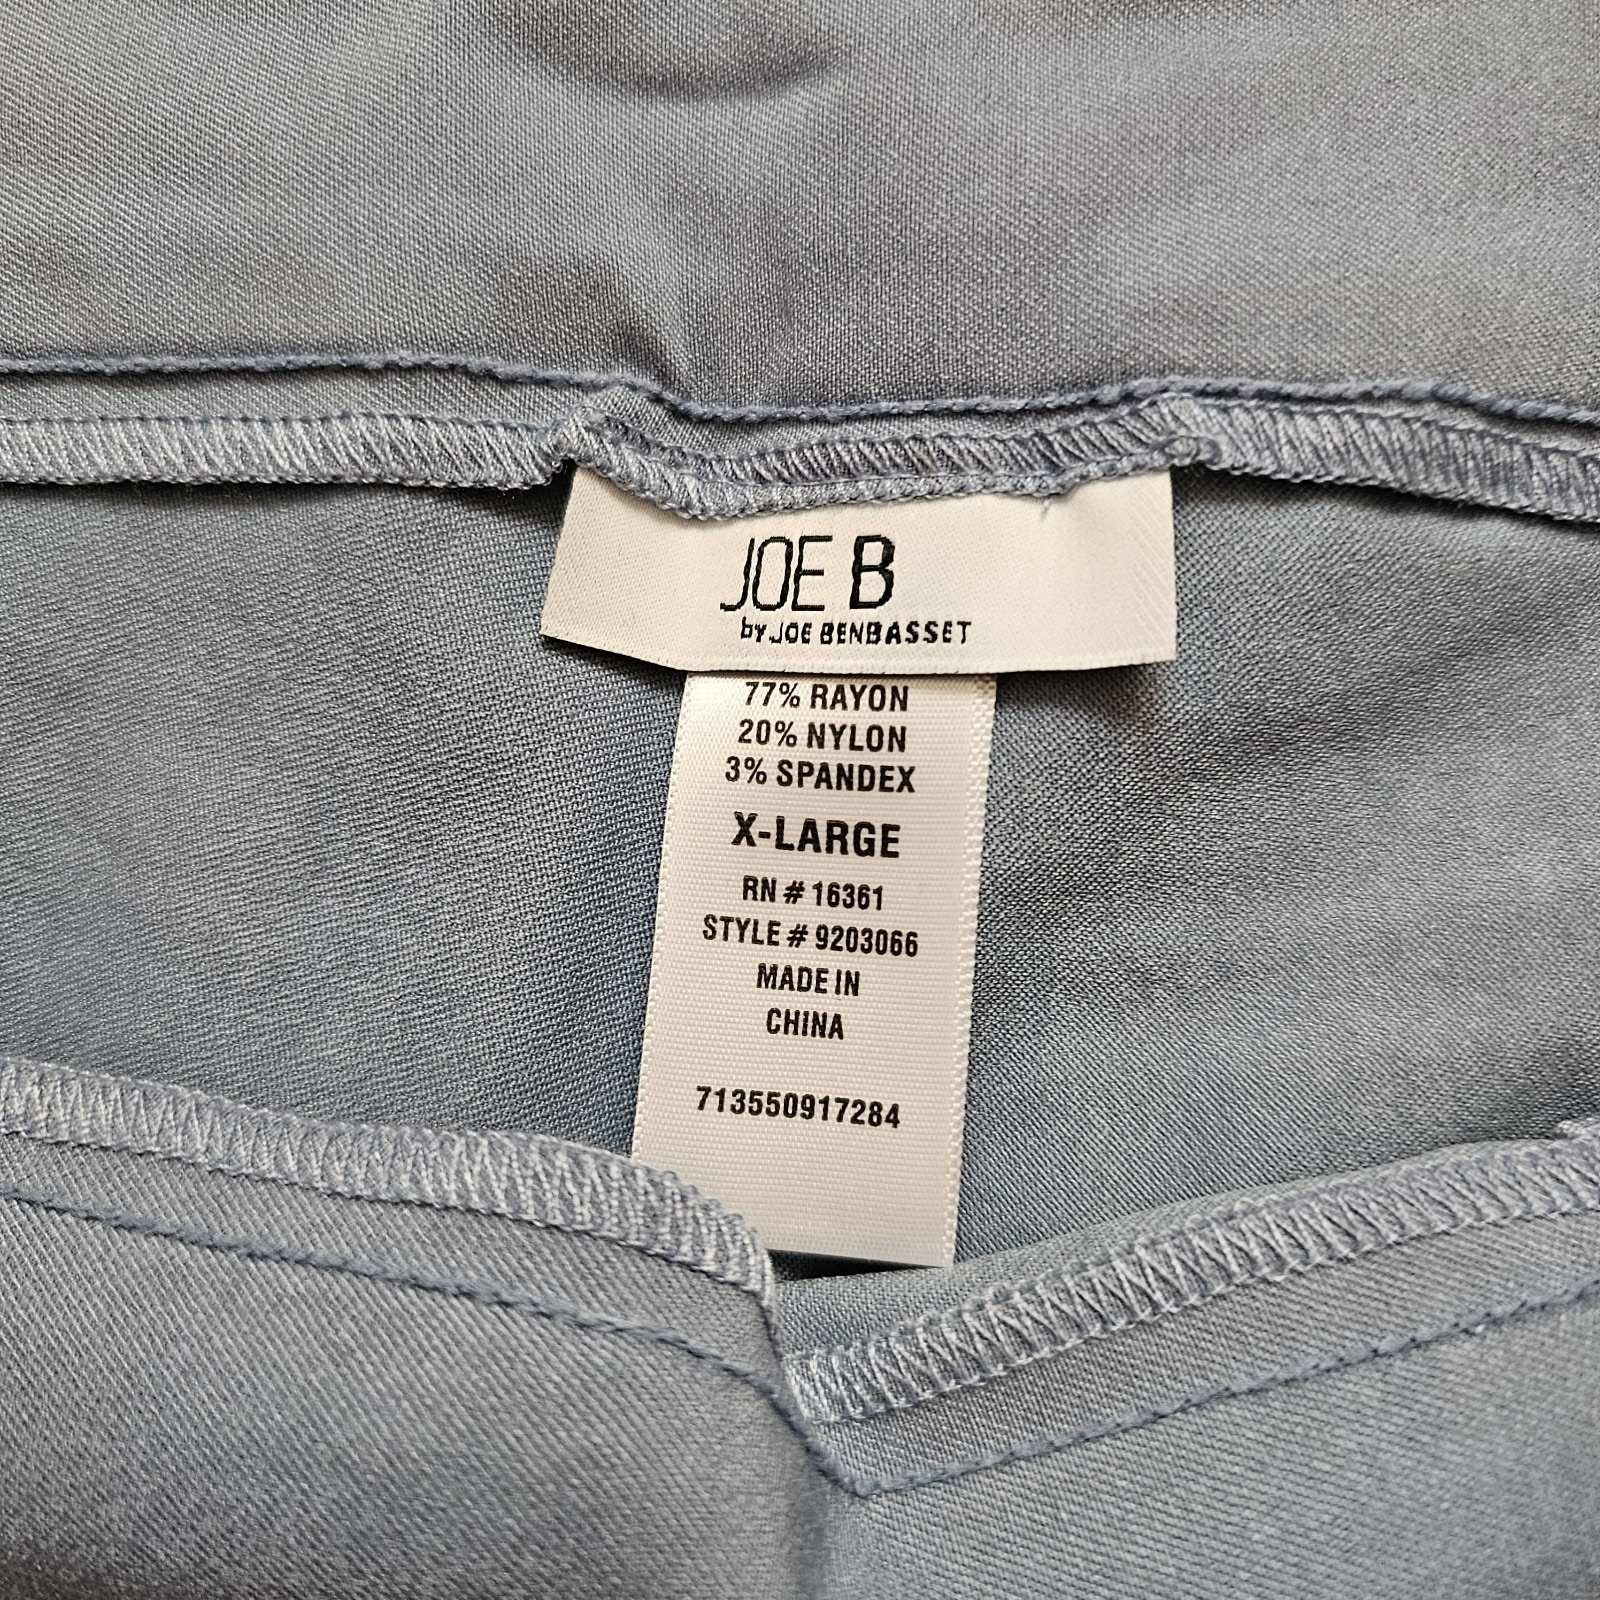 JOE B
by JOE BENBASSET
77% RAYON
20% NYLON
3% SPANDEX
X-LARGE
RN # 16361
STYLE # 9203066
MADE IN
CHINA
713550917284